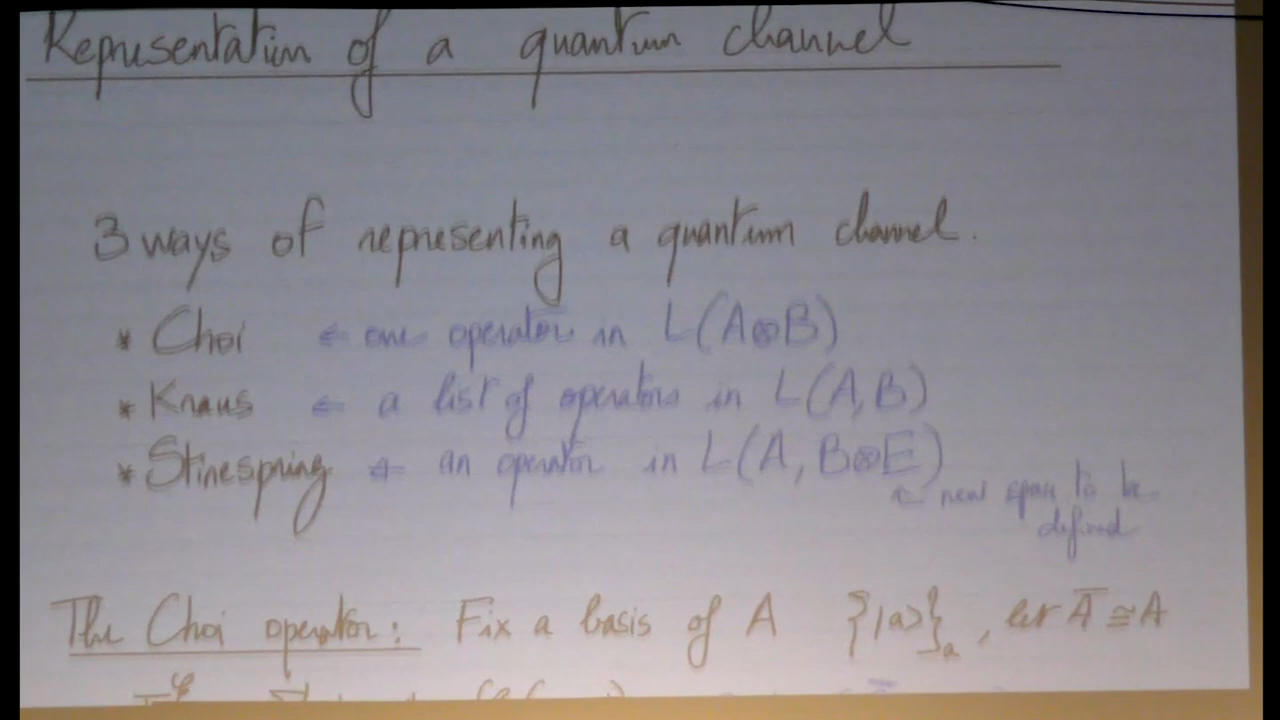 Representation of a quantum channel
3 ways of representing a quantum channel.
* Choi ← one operator in L(A⊗B)
* Kraus ← a list of operators in L(A,B)
* Stinespring ← an operator in L(A, B⊗E)
← new space to be
defined
The Choi operator: Fix a basis of A {|a>}_a, let Ā ≅ A